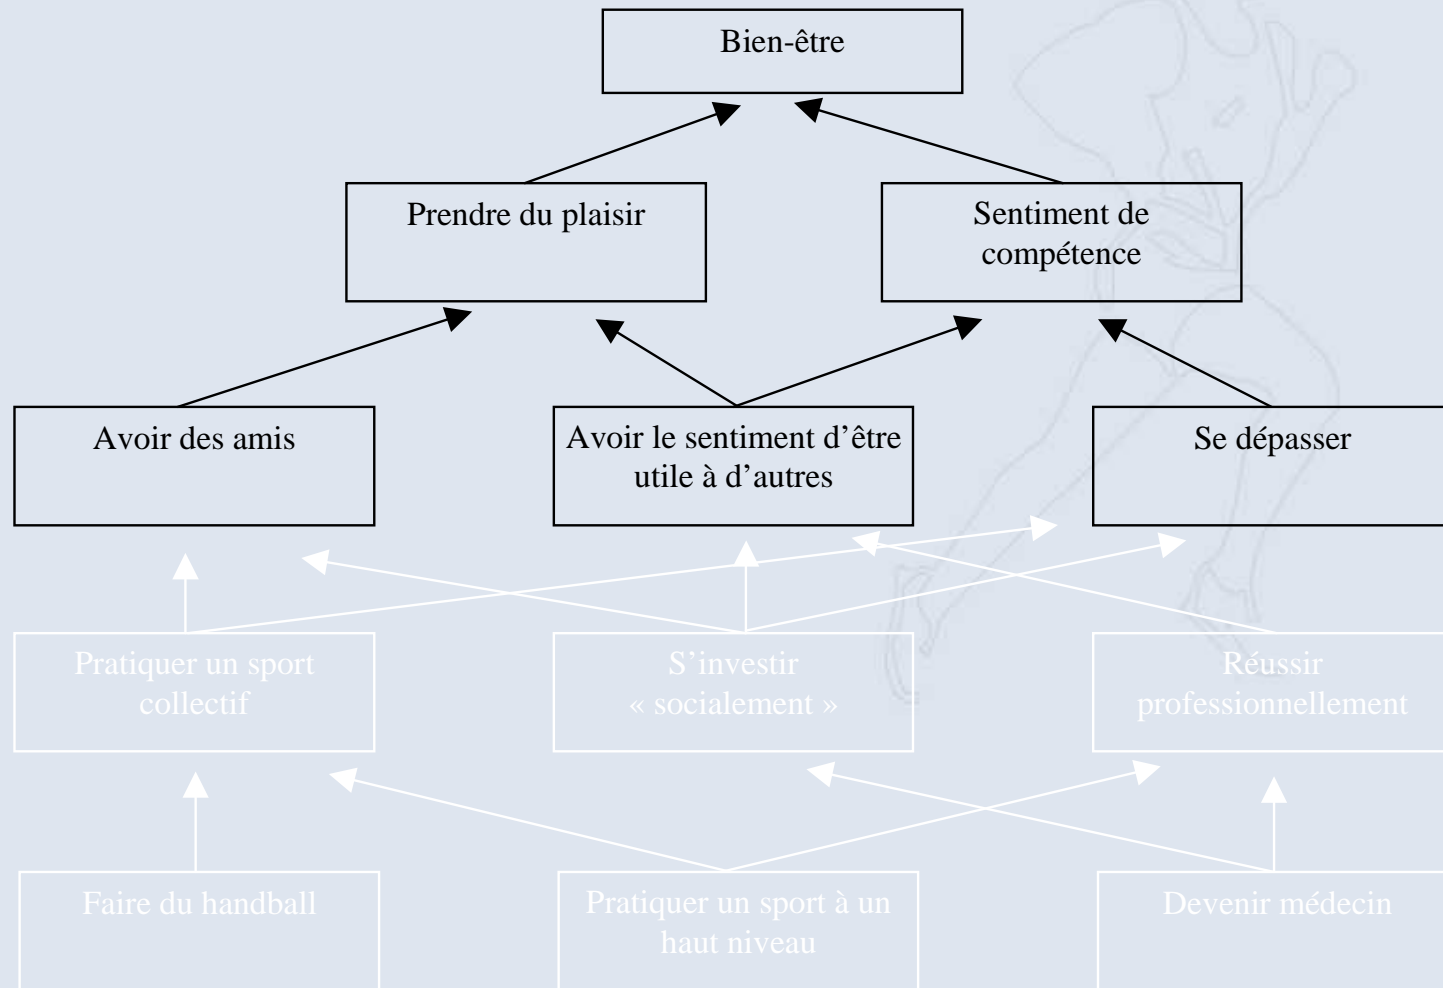 Bien-être
Prendre du plaisir
Sentiment de
compétence
Avoir des amis
Avoir le sentiment d’être
utile à d’autres
Se dépasser
Pratiquer un sport
collectif
S’investir
« socialement »
Réussir
professionnellement
Faire du handball
Pratiquer un sport à un
haut niveau
Devenir médecin